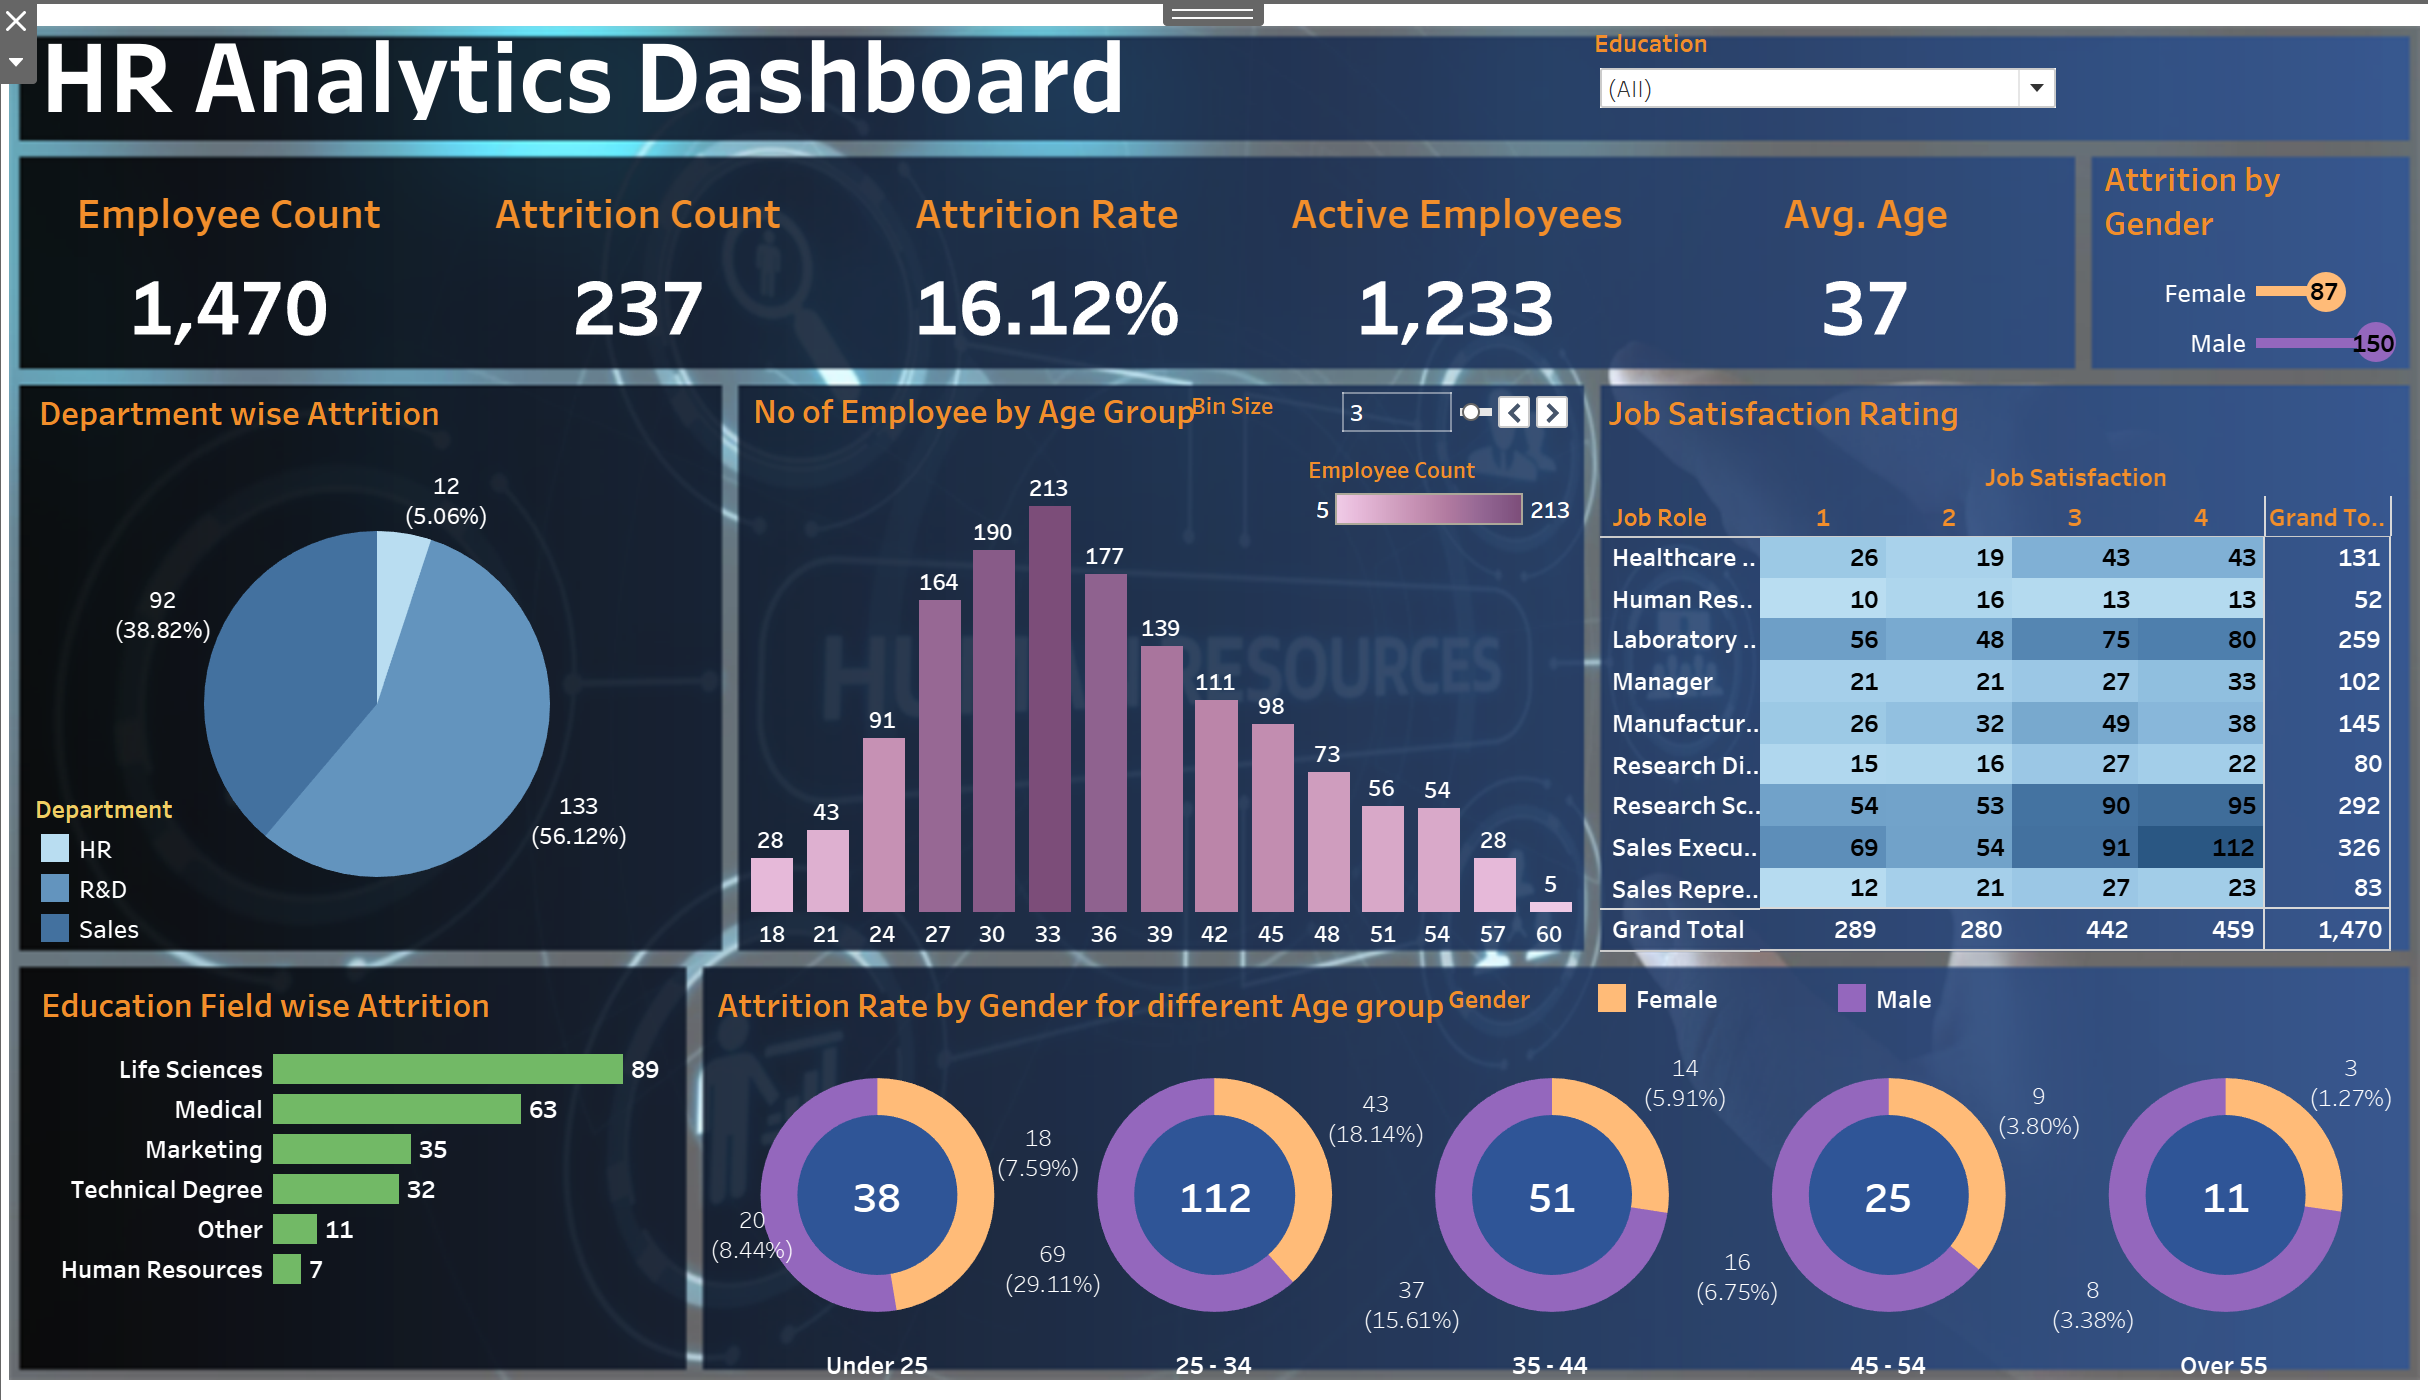 HR Analytics Dashboard
Education
(All)
Employee Count
1,470
Attrition Count
237
Attrition Rate
16.12%
Active Employees
1,233
Avg. Age
37
Attrition by
Gender
Female 87
Male 150
Department wise Attrition
12
(5.06%)
92
(38.82%)
133
(56.12%)
Department
HR
R&D
Sales
No of Employee by Age Group
Bin Size
3
Employee Count
5 213
28 43 91 164 190 213 177 139 111 98 73 56 54 28 5
18 21 24 27 30 33 36 39 42 45 48 51 54 57 60
HUMAN RESOURCES
Job Satisfaction Rating
Job Satisfaction
Job Role 1 2 3 4 Grand To..
Healthcare .. 26 19 43 43 131
Human Res.. 10 16 13 13 52
Laboratory .. 56 48 75 80 259
Manager 21 21 27 33 102
Manufactur.. 26 32 49 38 145
Research Di.. 15 16 27 22 80
Research Sc.. 54 53 90 95 292
Sales Execu.. 69 54 91 112 326
Sales Repre.. 12 21 27 23 83
Grand Total 289 280 442 459 1,470
Education Field wise Attrition
Life Sciences 89
Medical 63
Marketing 35
Technical Degree 32
Other 11
Human Resources 7
Attrition Rate by Gender for different Age group
Gender
Female
Male
38
18
(7.59%)
20
(8.44%)
Under 25
112
43
(18.14%)
69
(29.11%)
25 - 34
51
14
(5.91%)
37
(15.61%)
35 - 44
25
9
(3.80%)
16
(6.75%)
45 - 54
11
3
(1.27%)
8
(3.38%)
Over 55